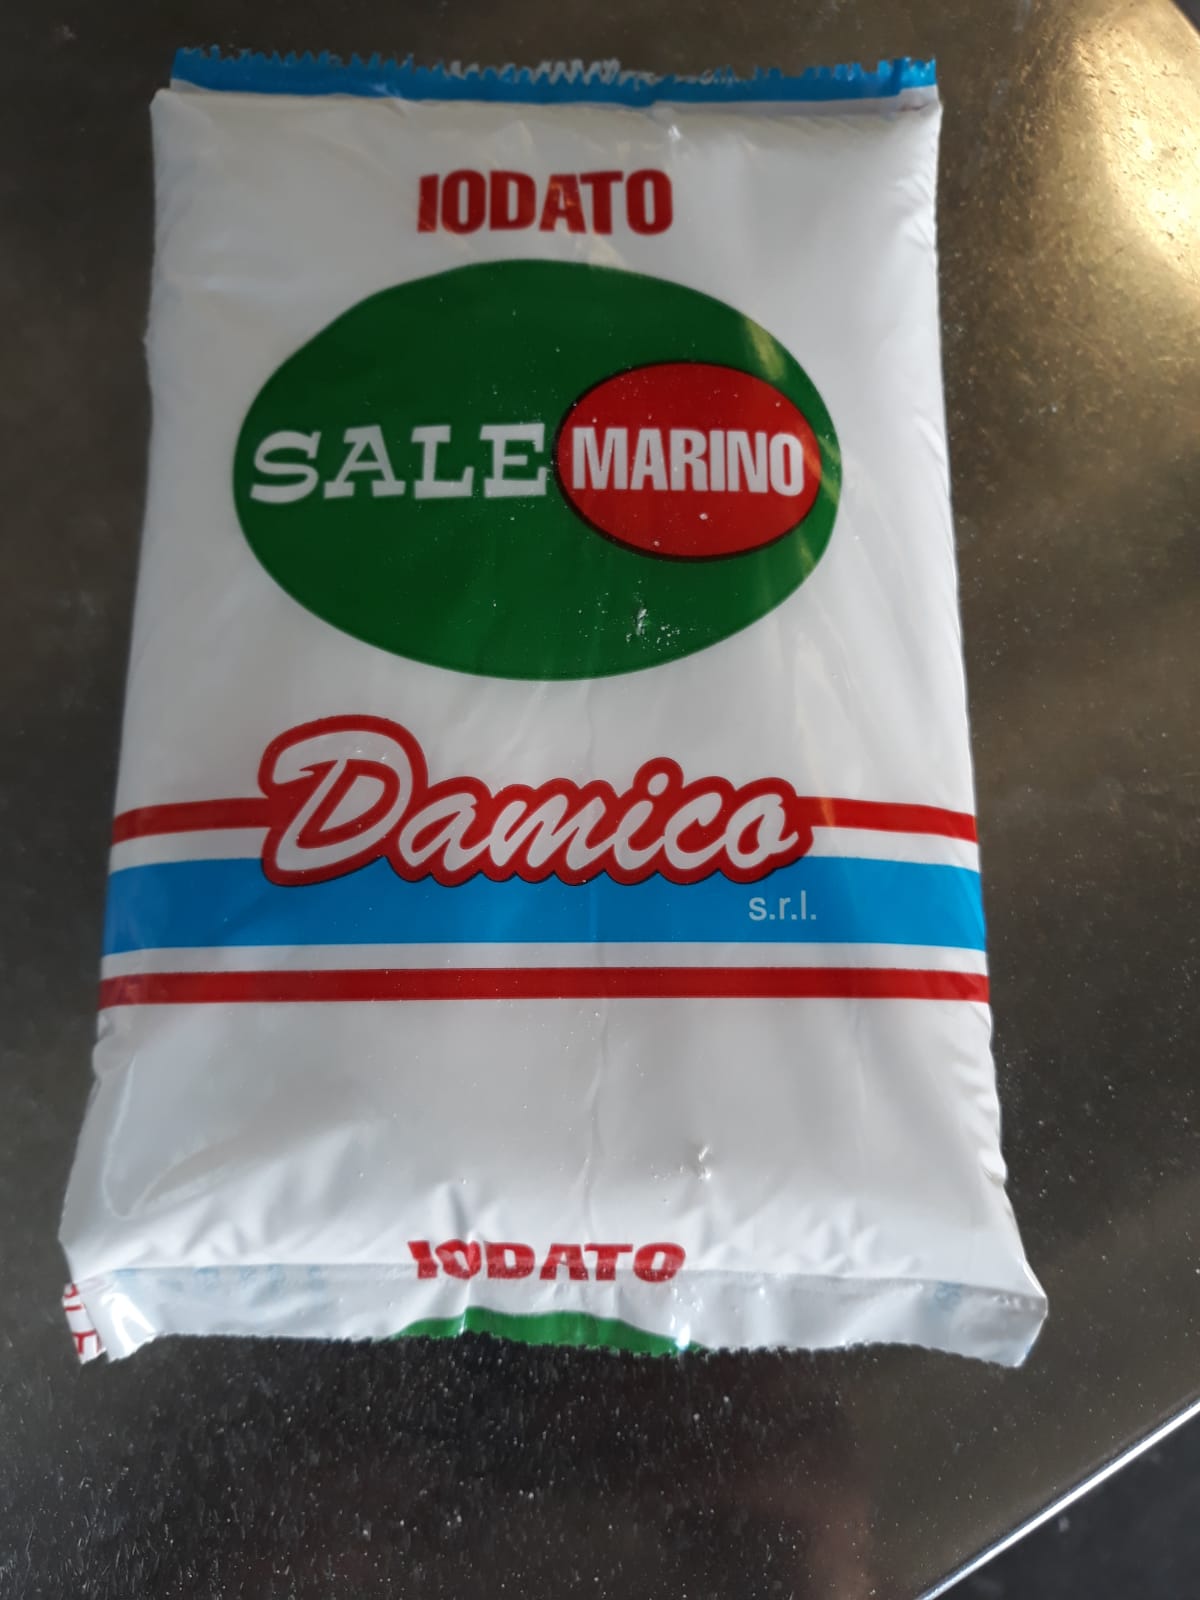 IODATO
SALE MARINO
Damico
s.r.l.
IODATO